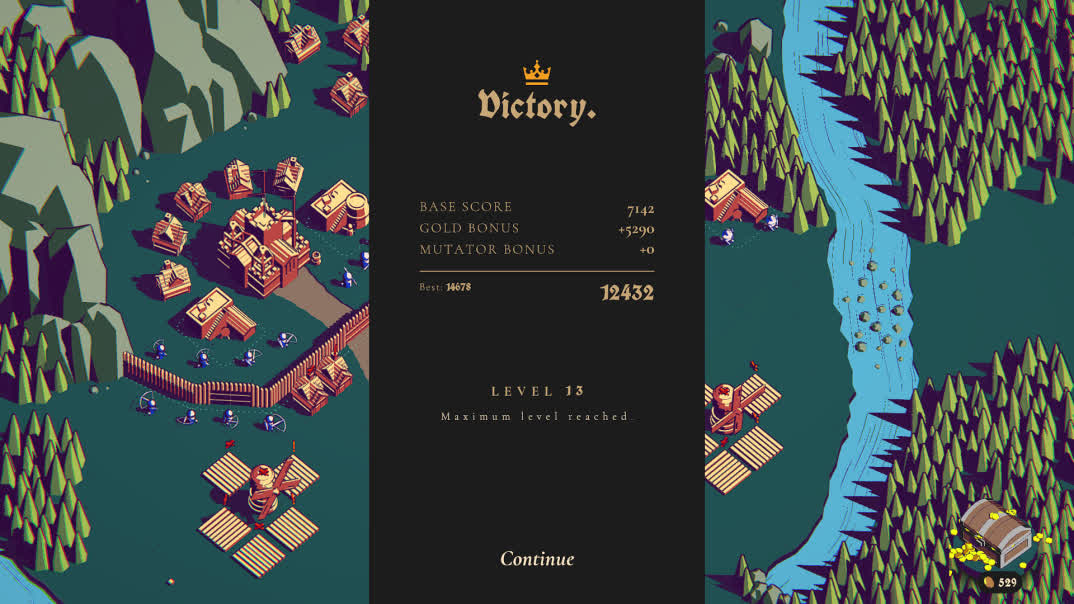 Victory.
BASE SCORE 7142
GOLD BONUS +5290
MUTATOR BONUS +0
Best: 14678 12432
LEVEL 13
Maximum level reached.
Continue
529